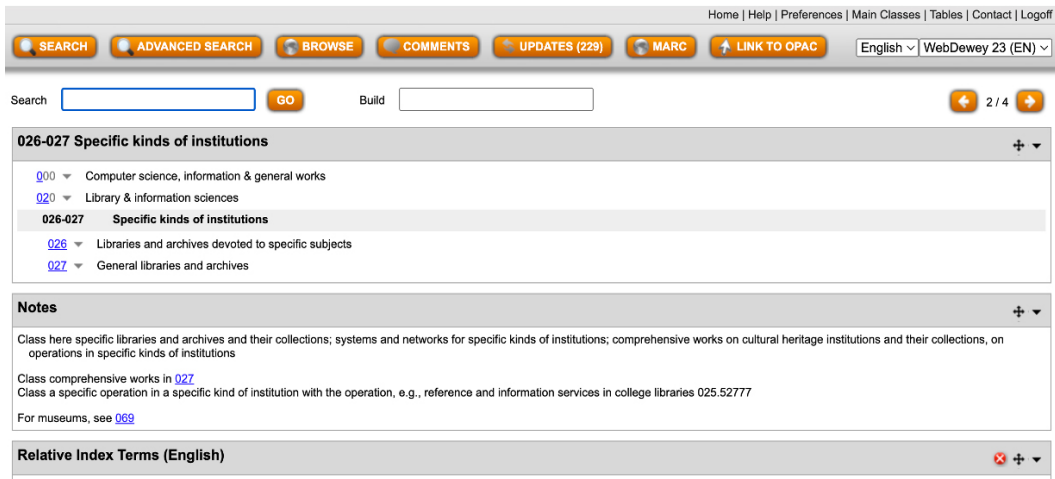 Home | Help | Preferences | Main Classes | Tables | Contact | Logoff
SEARCH ADVANCED SEARCH BROWSE COMMENTS UPDATES (229) MARC LINK TO OPAC English WebDewey 23 (EN)
Search GO Build 2 / 4
026-027 Specific kinds of institutions
000 Computer science, information & general works
020 Library & information sciences
026-027 Specific kinds of institutions
026 Libraries and archives devoted to specific subjects
027 General libraries and archives
Notes
Class here specific libraries and archives and their collections; systems and networks for specific kinds of institutions; comprehensive works on cultural heritage institutions and their collections, on
operations in specific kinds of institutions
Class comprehensive works in 027
Class a specific operation in a specific kind of institution with the operation, e.g., reference and information services in college libraries 025.52777
For museums, see 069
Relative Index Terms (English)